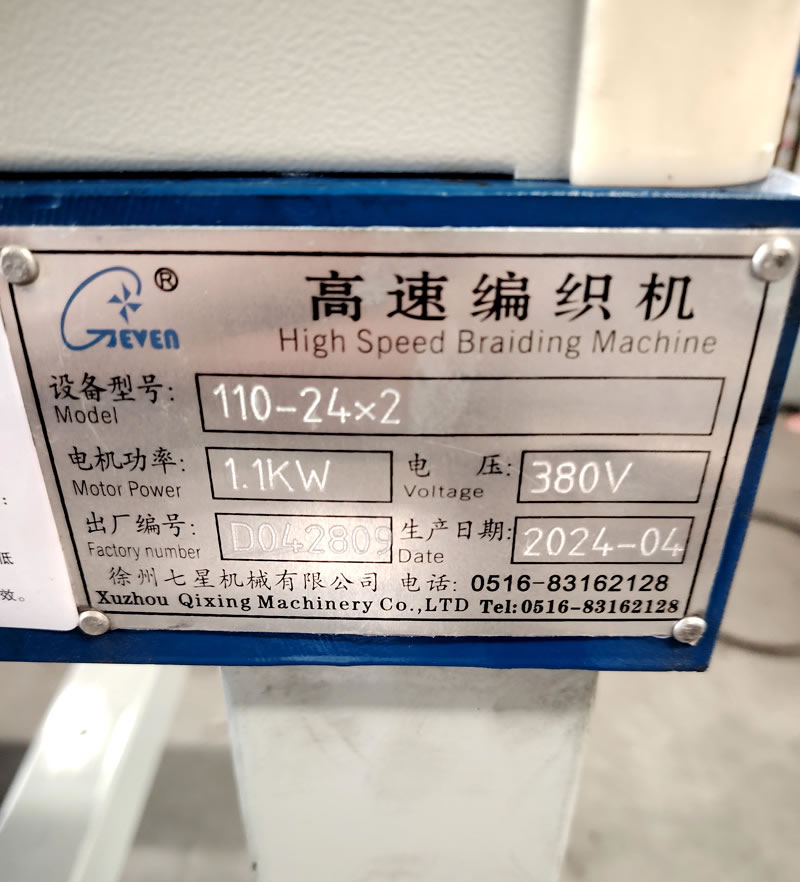 GEVEN ®
高速编织机
High Speed Braiding Machine
设备型号: 110-24×2
Model
电机功率: 1.1KW 电 压: 380V
Motor Power Voltage
出厂编号: D042809 生产日期: 2024-04
Factory number Date
徐州七星机械有限公司 电话: 0516-83162128
Xuzhou Qixing Machinery Co.,LTD Tel:0516-83162128
:
低
效。